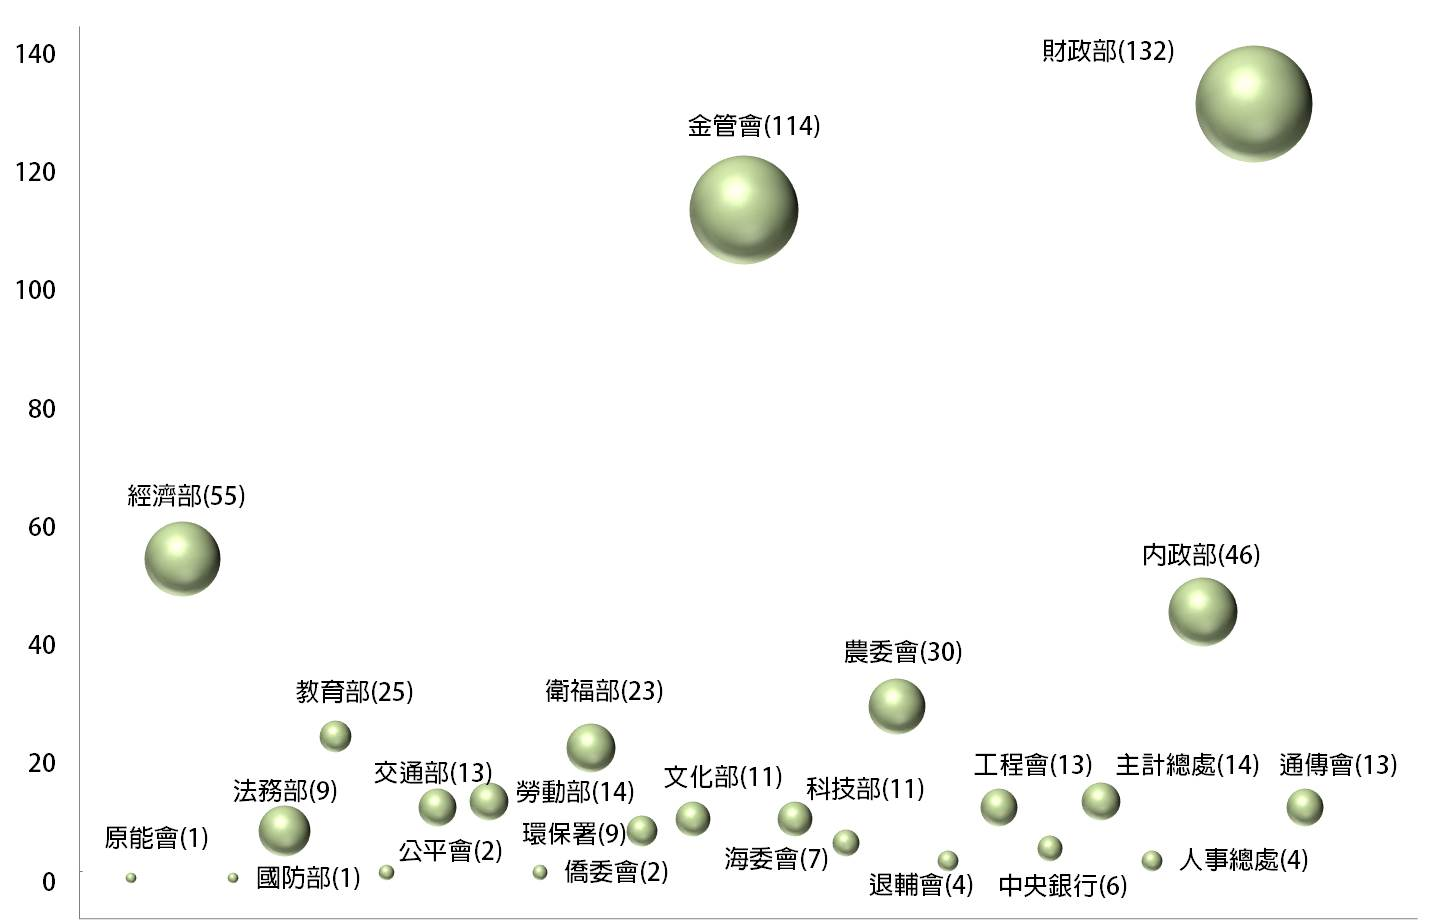 140
120
100
80
60
40
20
0
財政部(132)
金管會(114)
經濟部(55)
內政部(46)
農委會(30)
教育部(25)
衛福部(23)
交通部(13)
文化部(11)
工程會(13)
主計總處(14)
通傳會(13)
法務部(9)
勞動部(14)
科技部(11)
原能會(1)
環保署(9)
公平會(2)
海委會(7)
人事總處(4)
國防部(1)
僑委會(2)
退輔會(4)
中央銀行(6)